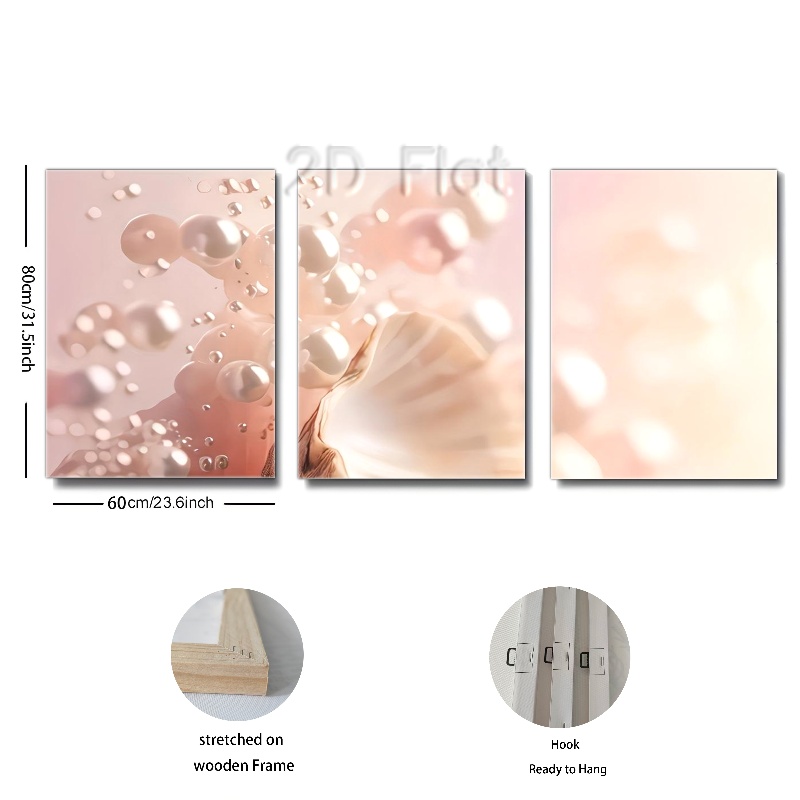 2D Flat
80cm/31.5inch
60cm/23.6inch
stretched on
wooden Frame
Hook
Ready to Hang